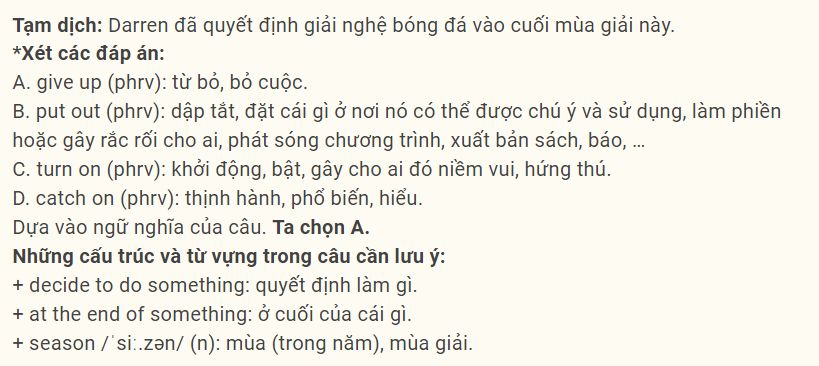 Tạm dịch: Darren đã quyết định giải nghệ bóng đá vào cuối mùa giải này.
*Xét các đáp án:
A. give up (phrv): từ bỏ, bỏ cuộc.
B. put out (phrv): dập tắt, đặt cái gì ở nơi nó có thể được chú ý và sử dụng, làm phiền
hoặc gây rắc rối cho ai, phát sóng chương trình, xuất bản sách, báo, ...
C. turn on (phrv): khởi động, bật, gây cho ai đó niềm vui, hứng thú.
D. catch on (phrv): thịnh hành, phổ biến, hiểu.
Dựa vào ngữ nghĩa của câu. Ta chọn A.
Những cấu trúc và từ vựng trong câu cần lưu ý:
+ decide to do something: quyết định làm gì.
+ at the end of something: ở cuối của cái gì.
+ season /ˈsiː.zən/ (n): mùa (trong năm), mùa giải.